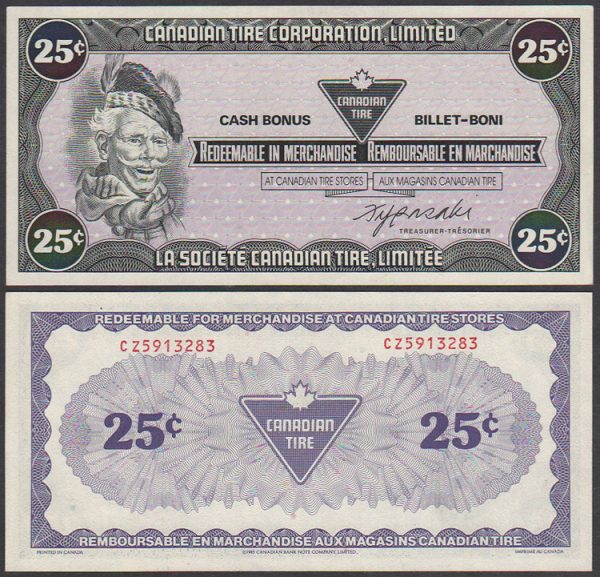 25¢ CANADIAN TIRE CORPORATION, LIMITED 25¢
CANADIAN
TIRE
CASH BONUS BILLET-BONI
REDEEMABLE IN MERCHANDISE REMBOURSABLE EN MARCHANDISE
AT CANADIAN TIRE STORES AUX MAGASINS CANADIAN TIRE
TREASURER-TRÉSORIER
25¢ LA SOCIÉTÉ CANADIAN TIRE, LIMITÉE 25¢
REDEEMABLE FOR MERCHANDISE AT CANADIAN TIRE STORES
CZ5913283 CZ5913283
25¢ CANADIAN 25¢
TIRE
REMBOURSABLE EN MARCHANDISE AUX MAGASINS CANADIAN TIRE
PRINTED IN CANADA ©1985 CANADIAN BANK NOTE COMPANY, LIMITED. IMPRIMÉ AU CANADA